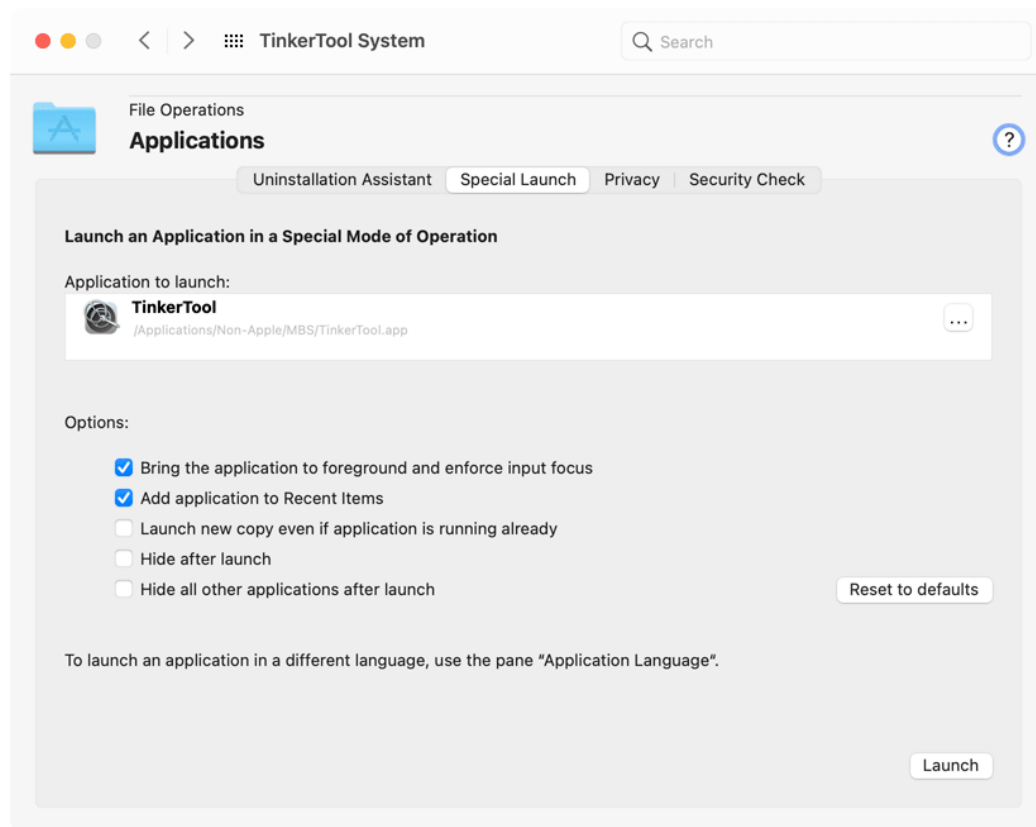 TinkerTool System
Search
File Operations
Applications
?
Uninstallation Assistant Special Launch Privacy Security Check
Launch an Application in a Special Mode of Operation
Application to launch:
TinkerTool
/Applications/Non-Apple/MBS/TinkerTool.app
...
Options:
Bring the application to foreground and enforce input focus
Add application to Recent Items
Launch new copy even if application is running already
Hide after launch
Hide all other applications after launch
Reset to defaults
To launch an application in a different language, use the pane “Application Language“.
Launch